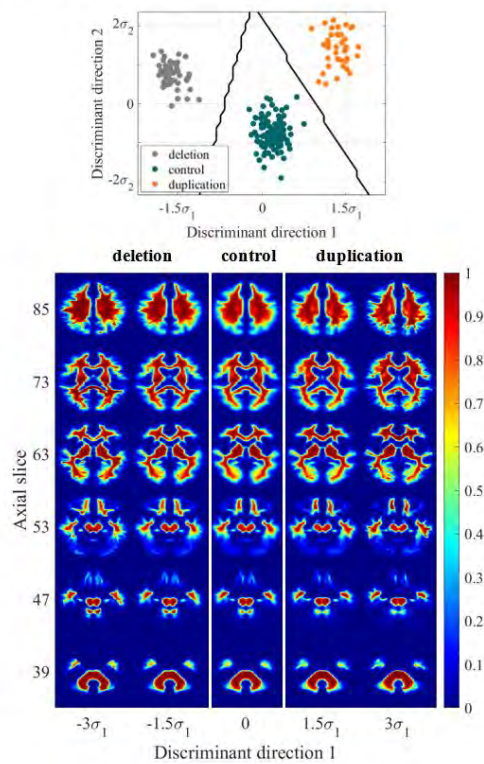 2σ₂
0
-2σ₂
Discriminant direction 2
deletion
control
duplication
-1.5σ₁ 0 1.5σ₁
Discriminant direction 1
deletion control duplication
85
73
63
53
47
39
Axial slice
1
0.9
0.8
0.7
0.6
0.5
0.4
0.3
0.2
0.1
0
-3σ₁ -1.5σ₁ 0 1.5σ₁ 3σ₁
Discriminant direction 1